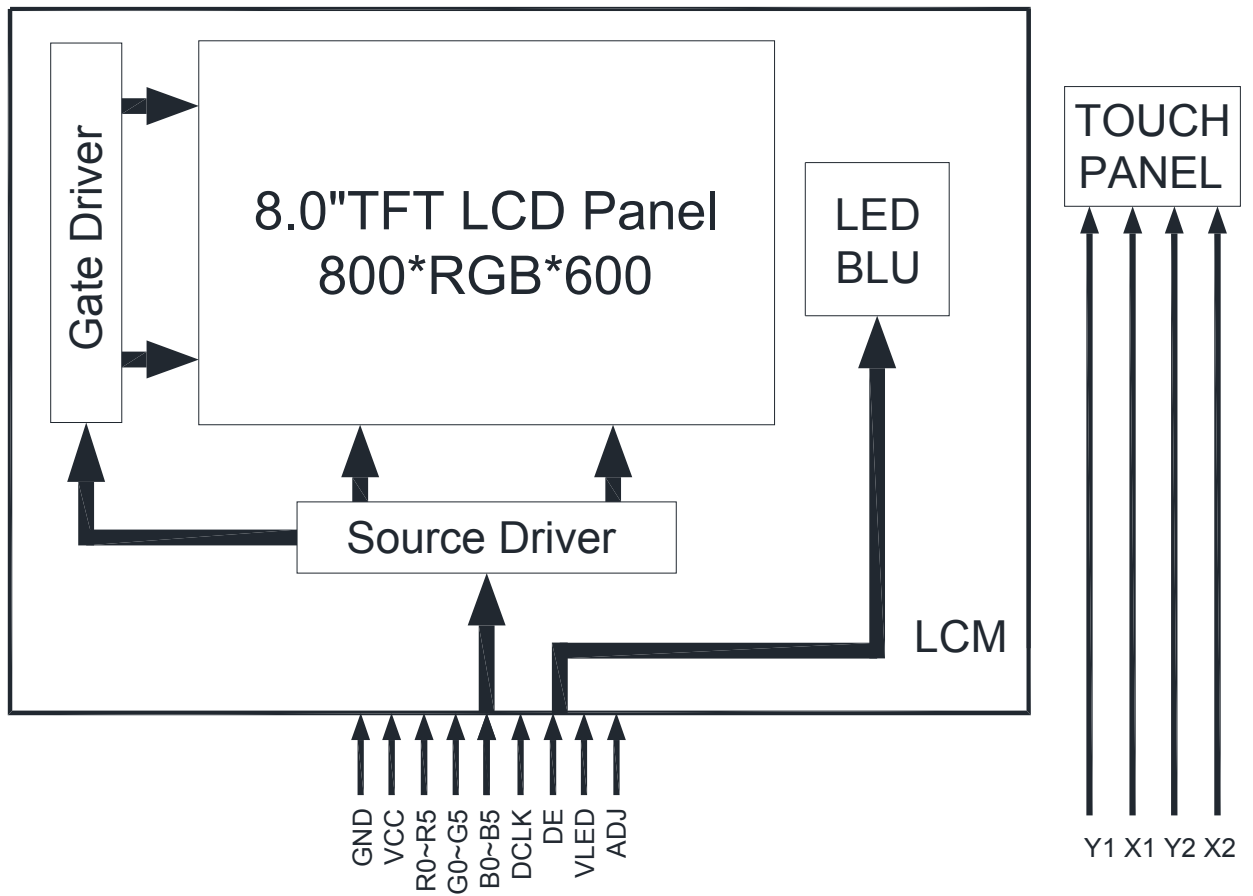 Gate Driver
8.0"TFT LCD Panel
800*RGB*600
LED
BLU
TOUCH
PANEL
Source Driver
LCM
GND
VCC
R0~R5
G0~G5
B0~B5
DCLK
DE
VLED
ADJ
Y1 X1 Y2 X2